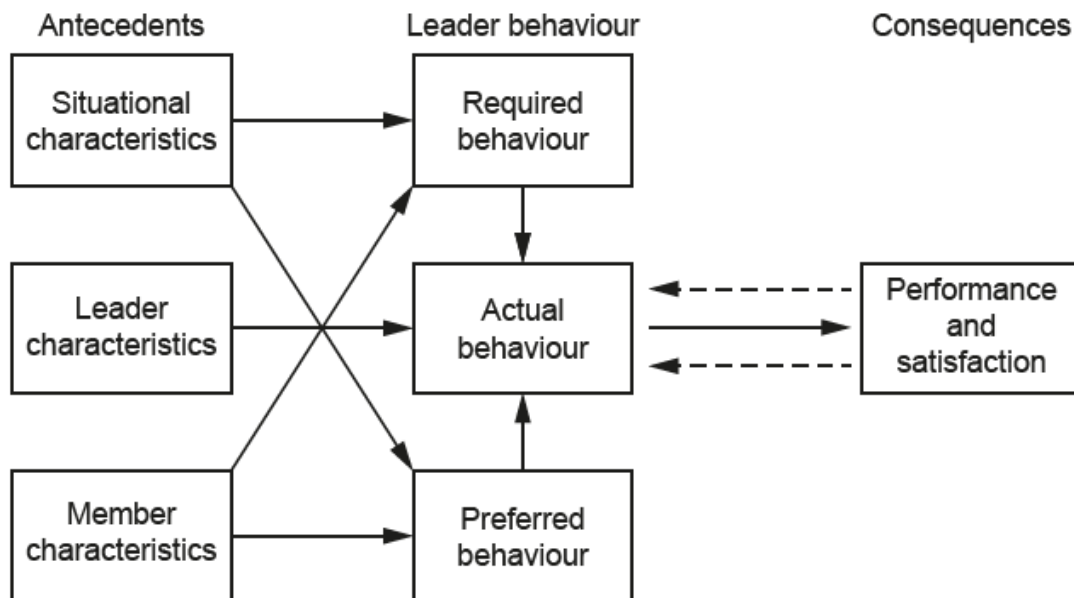 Antecedents
Leader behaviour
Consequences
Situational
characteristics
Required
behaviour
Leader
characteristics
Actual
behaviour
Performance
and
satisfaction
Member
characteristics
Preferred
behaviour